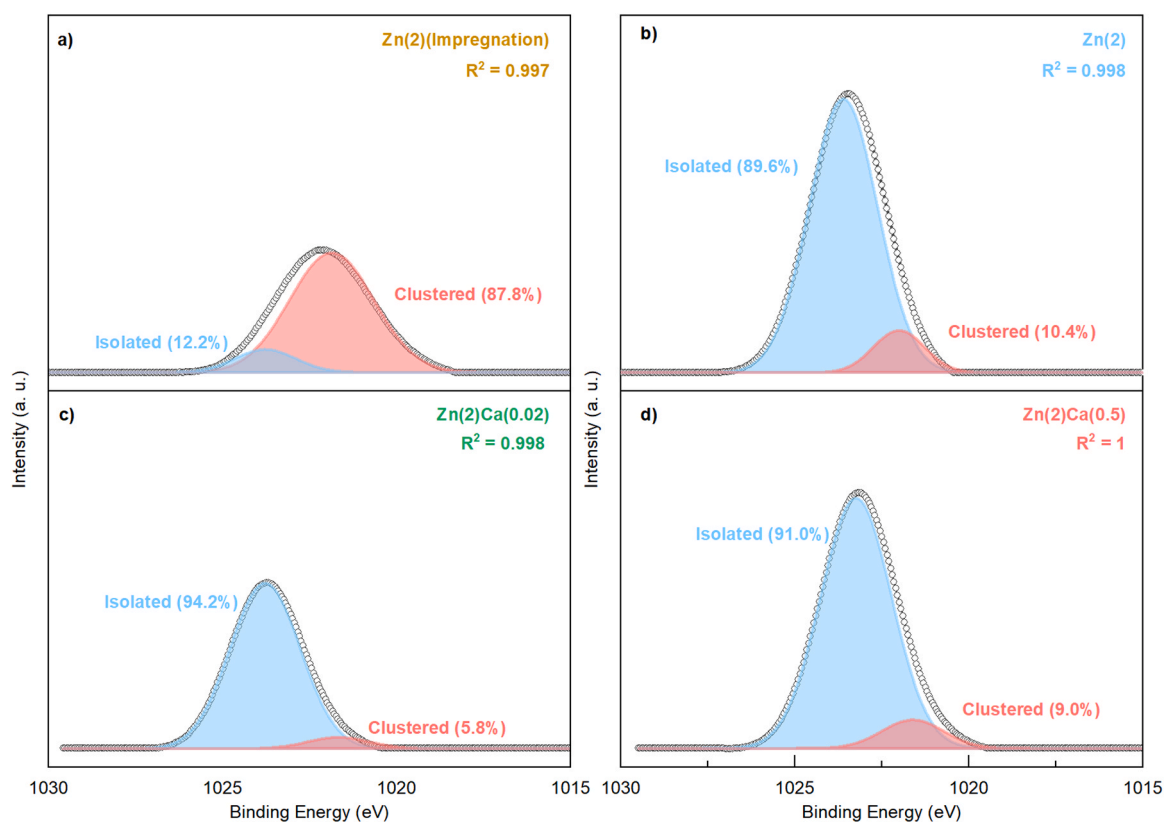 a)
Zn(2)(Impregnation)
R² = 0.997
Isolated (12.2%)
Clustered (87.8%)
b)
Zn(2)
R² = 0.998
Isolated (89.6%)
Clustered (10.4%)
c)
Zn(2)Ca(0.02)
R² = 0.998
Isolated (94.2%)
Clustered (5.8%)
d)
Zn(2)Ca(0.5)
R² = 1
Isolated (91.0%)
Clustered (9.0%)
Intensity (a. u.)
Intensity (a. u.)
1030 1025 1020 1015
Binding Energy (eV)
1030 1025 1020 1015
Binding Energy (eV)